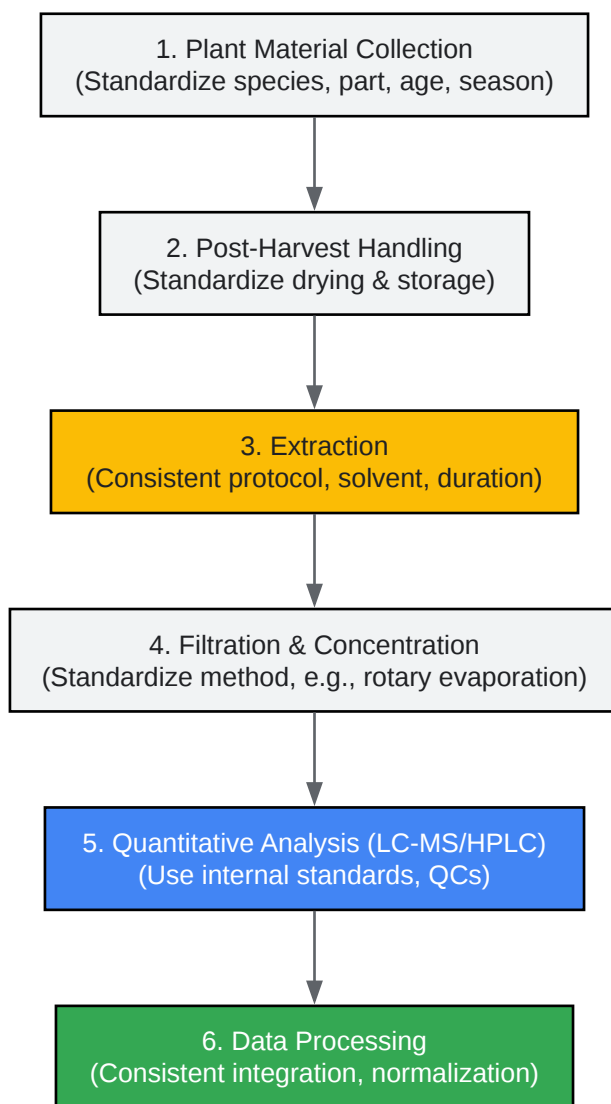 1. Plant Material Collection
(Standardize species, part, age, season)
2. Post-Harvest Handling
(Standardize drying & storage)
3. Extraction
(Consistent protocol, solvent, duration)
4. Filtration & Concentration
(Standardize method, e.g., rotary evaporation)
5. Quantitative Analysis (LC-MS/HPLC)
(Use internal standards, QCs)
6. Data Processing
(Consistent integration, normalization)